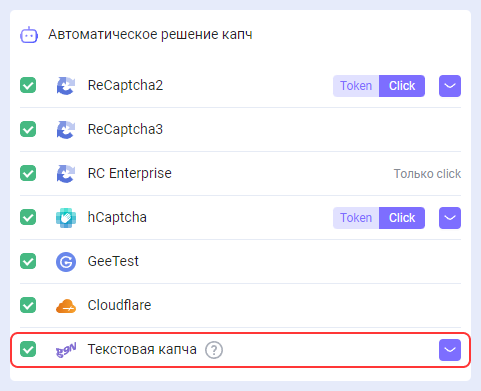 Автоматическое решение капч
ReCaptcha2 Token Click
ReCaptcha3
RC Enterprise Только click
hCaptcha Token Click
GeeTest
Cloudflare
Текстовая капча ?